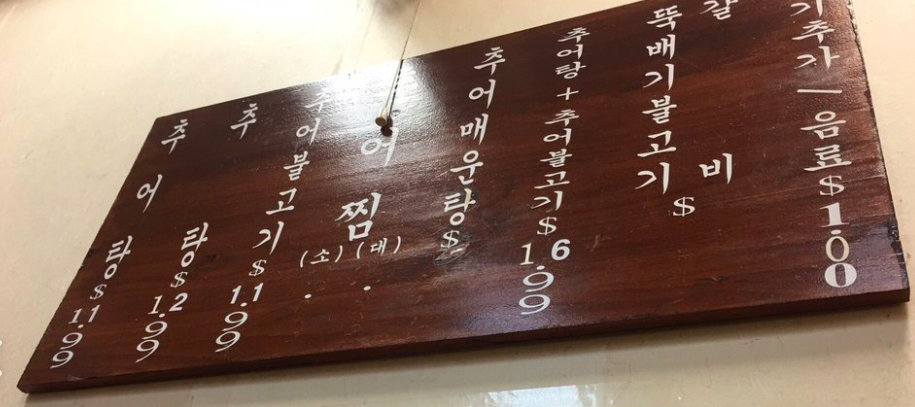 추어탕 $11.99
추 탕 $12.99
추어불고기 $11.99
어찜 (소) (대)
추어매운탕 $
추어탕+추어불고기 $16.99
뚝배기불고기 $
갈비
기추가ㅡ음료 $1.00